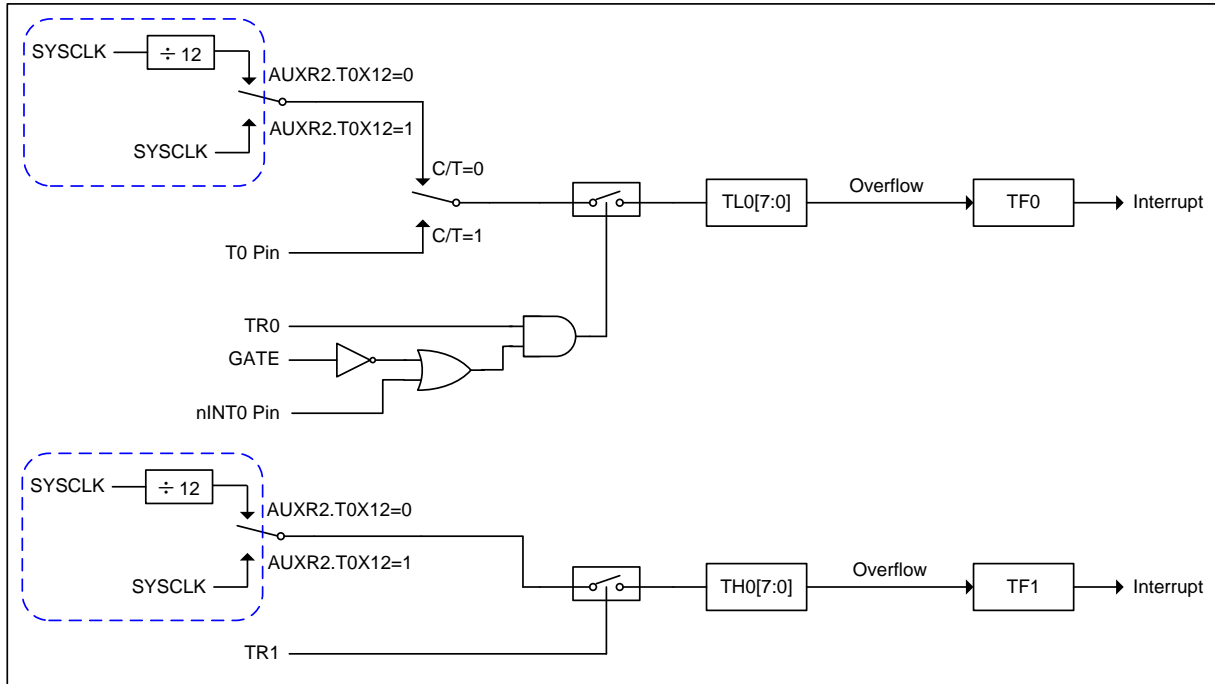 SYSCLK
÷ 12
AUXR2.T0X12=0
AUXR2.T0X12=1
SYSCLK
C/T=0
TL0[7:0]
Overflow
TF0
Interrupt
C/T=1
T0 Pin
TR0
GATE
nINT0 Pin
SYSCLK
÷ 12
AUXR2.T0X12=0
AUXR2.T0X12=1
SYSCLK
TH0[7:0]
Overflow
TF1
Interrupt
TR1